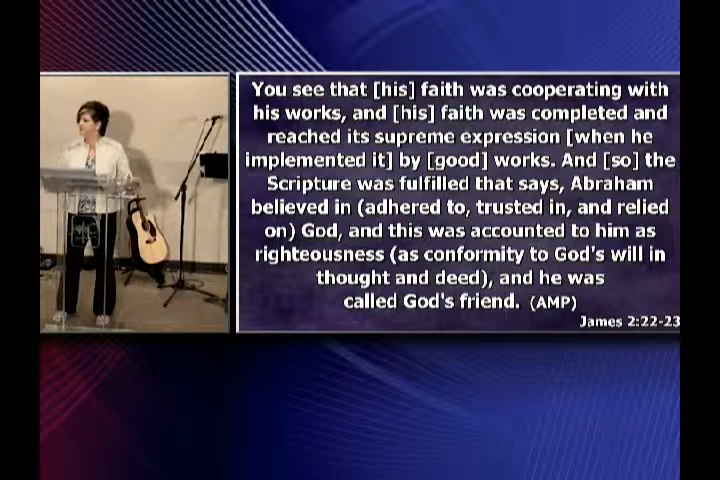 You see that [his] faith was cooperating with
his works, and [his] faith was completed and
reached its supreme expression [when he
implemented it] by [good] works. And [so] the
Scripture was fulfilled that says, Abraham
believed in (adhered to, trusted in, and relied
on) God, and this was accounted to him as
righteousness (as conformity to God's will in
thought and deed), and he was
called God's friend. (AMP)
James 2:22-23